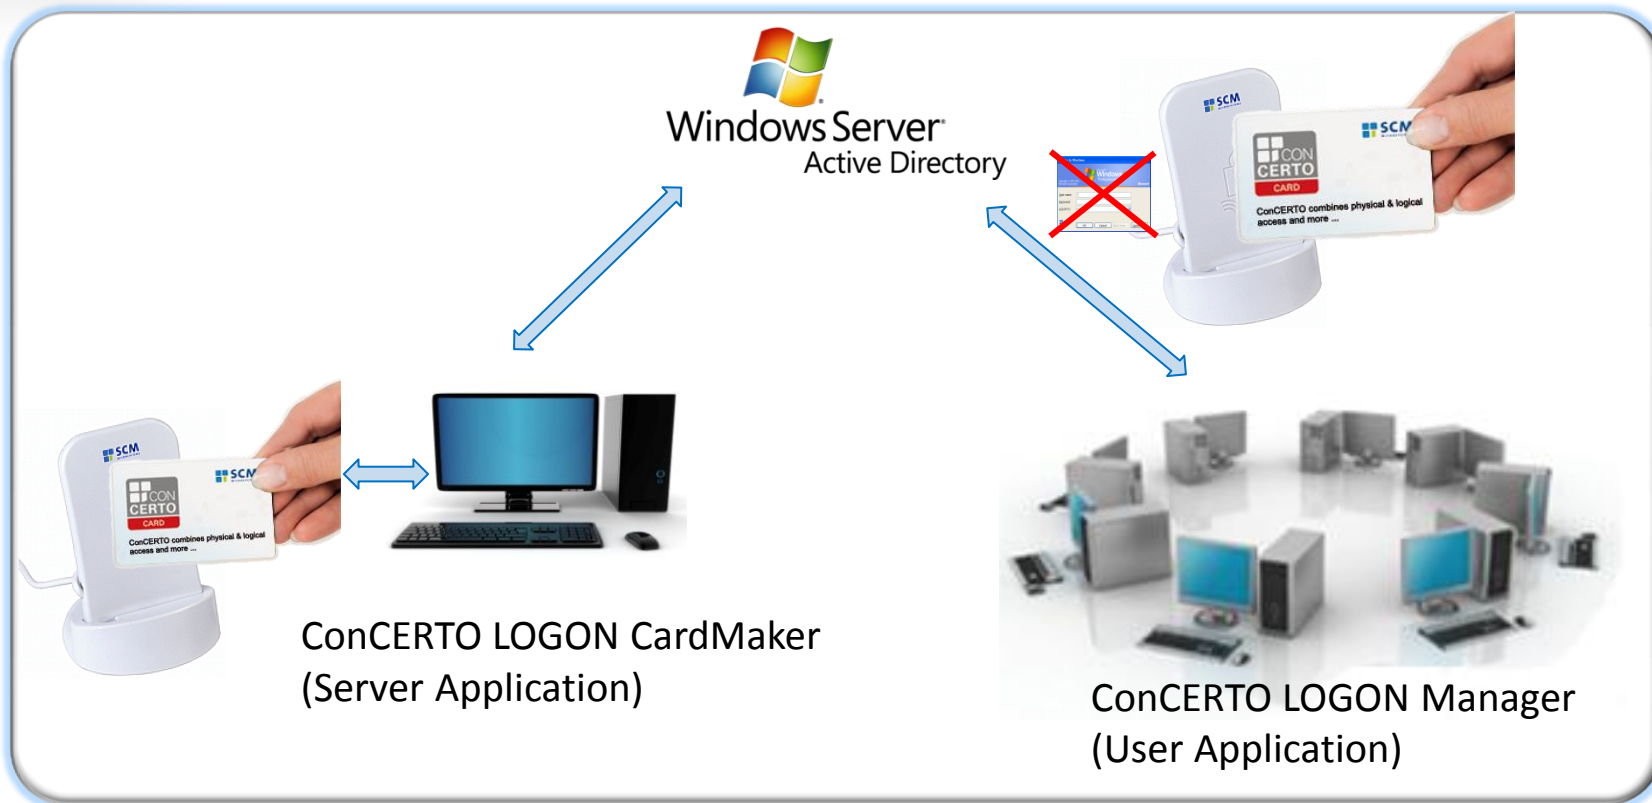 Windows Server
Active Directory
SCM
SCM
CON
CERTO
CARD
ConCERTO combines physical & logical
access and more ...
SCM
SCM
CON
CERTO
CARD
ConCERTO combines physical & logical
access and more ...
ConCERTO LOGON CardMaker
(Server Application)
ConCERTO LOGON Manager
(User Application)